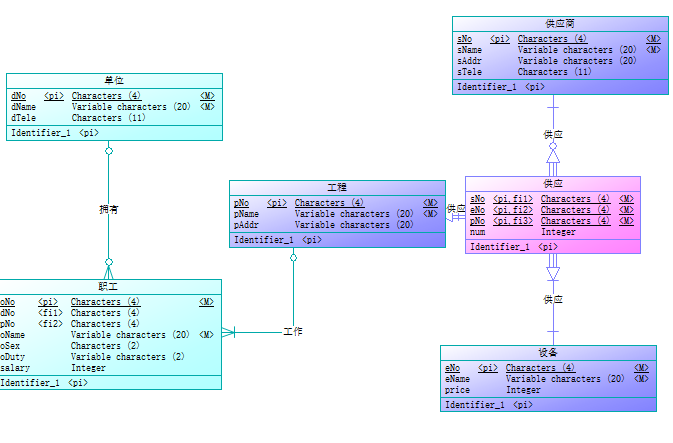 供应商
sNo <pi> Characters (4) <M>
sName Variable characters (20) <M>
sAddr Variable characters (20)
sTele Characters (11)
Identifier_1 <pi>
单位
dNo <pi> Characters (4) <M>
dName Variable characters (20) <M>
dTele Characters (11)
Identifier_1 <pi>
供应
拥有
工程
pNo <pi> Characters (4) <M>
pName Variable characters (20) <M>
pAddr Variable characters (20)
Identifier_1 <pi>
供应
供应
sNo <pi,fi1> Characters (4) <M>
eNo <pi,fi2> Characters (4) <M>
pNo <pi,fi3> Characters (4) <M>
num Integer
Identifier_1 <pi>
职工
oNo <pi> Characters (4) <M>
dNo <fi1> Characters (4)
pNo <fi2> Characters (4)
oName Variable characters (20) <M>
oSex Characters (2)
oDuty Variable characters (2)
salary Integer
Identifier_1 <pi>
工作
供应
设备
eNo <pi> Characters (4) <M>
eName Variable characters (20) <M>
price Integer
Identifier_1 <pi>